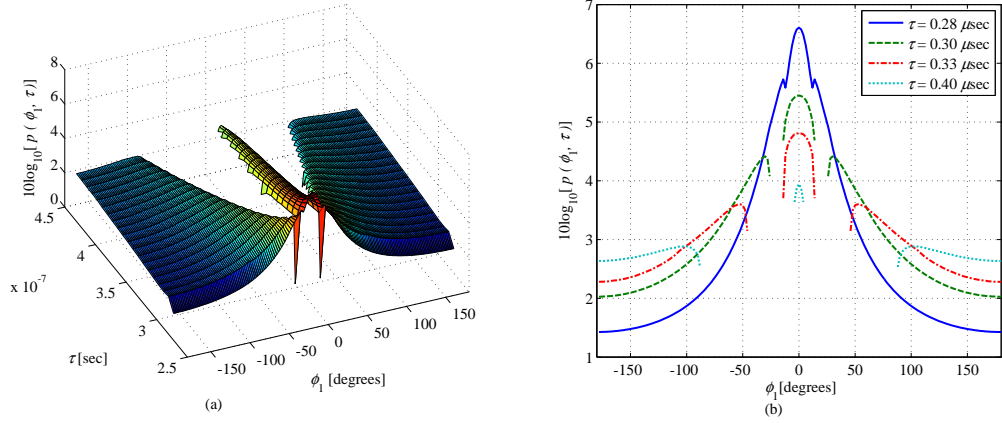 8
6
4
2
0
4.5
4
3.5
3
2.5
x 10⁻⁷
-150
-100
-50
0
50
100
150
τ [sec]
ϕ₁ [degrees]
10log₁₀[ p ( ϕ₁, τ )]
(a)
7
6
5
4
3
2
1
-150
-100
-50
0
50
100
150
ϕ₁[degrees]
10log₁₀[ p ( ϕ₁, τ )]
τ = 0.28 μsec
τ = 0.30 μsec
τ = 0.33 μsec
τ = 0.40 μsec
(b)